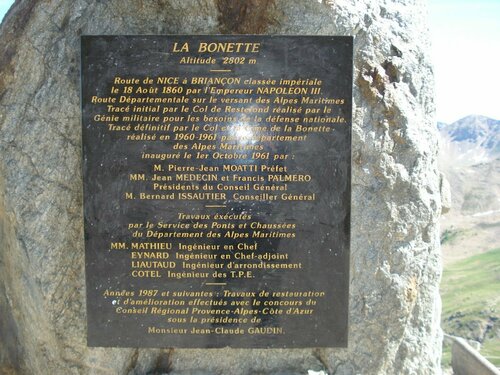 LA BONETTE
Altitude 2802 m
Route de NICE à BRIANÇON classée impériale
le 18 Août 1860 par l'Empereur NAPOLEON III.
Route Départementale sur le versant des Alpes Maritimes
Tracé initial par le Col de Restefond réalisé par le
Génie militaire pour les besoins de la défense nationale.
Tracé définitif par le Col et la Cime de la Bonette
réalisé en 1960-1961 par le département
des Alpes Maritimes
inauguré le 1er Octobre 1961 par :
M. Pierre-Jean MOATTI Préfet
MM. Jean MEDECIN et Francis PALMERO
Présidents du Conseil Général
M. Bernard ISSAUTIER Conseiller Général
Travaux éxécutés
par le Service des Ponts et Chaussées
du Département des Alpes Maritimes
MM. MATHIEU Ingénieur en Chef
EYNARD Ingénieur en Chef-adjoint
LIAUTAUD Ingénieur d'arrondissement
COTEL Ingénieur des T.P.E.
Années 1987 et suivantes : Travaux de restauration
et d'amélioration effectués avec le concours du
Conseil Régional Provence-Alpes-Côte d'Azur
sous la présidence de
Monsieur Jean-Claude GAUDIN.